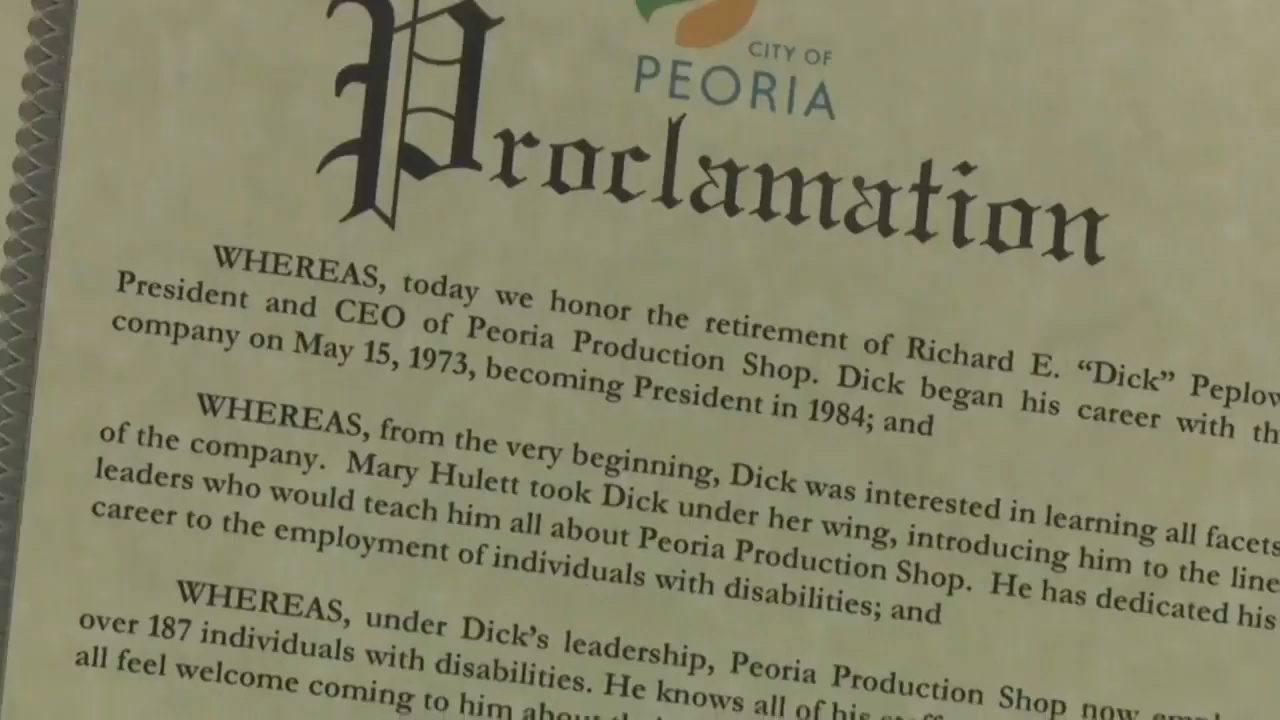 CITY OF
PEORIA
Proclamation
WHEREAS, today we honor the retirement of Richard E. “Dick” Peplow
President and CEO of Peoria Production Shop. Dick began his career with th
company on May 15, 1973, becoming President in 1984; and
WHEREAS, from the very beginning, Dick was interested in learning all facets
of the company. Mary Hulett took Dick under her wing, introducing him to the line
leaders who would teach him all about Peoria Production Shop. He has dedicated his
career to the employment of individuals with disabilities; and
WHEREAS, under Dick’s leadership, Peoria Production Shop now
over 187 individuals with disabilities. He knows all of his
all feel welcome coming to him